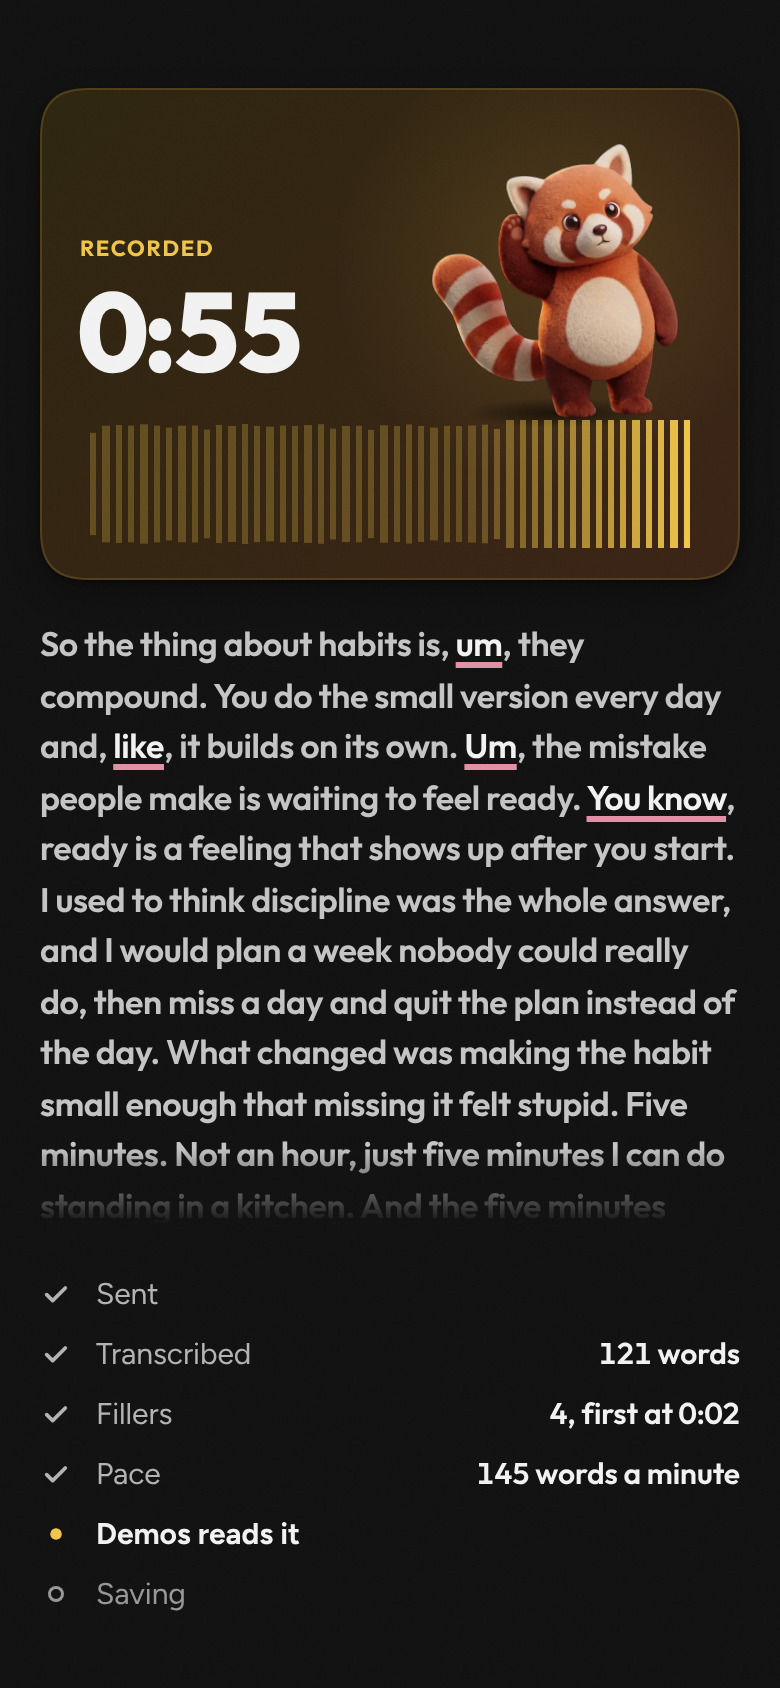 RECORDED
0:55
So the thing about habits is, um, they
compound. You do the small version every day
and, like, it builds on its own. Um, the mistake
people make is waiting to feel ready. You know,
ready is a feeling that shows up after you start.
I used to think discipline was the whole answer,
and I would plan a week nobody could really
do, then miss a day and quit the plan instead of
the day. What changed was making the habit
small enough that missing it felt stupid. Five
minutes. Not an hour, just five minutes I can do
standing in a kitchen. And the five minutes
Sent
Transcribed 121 words
Fillers 4, first at 0:02
Pace 145 words a minute
Demos reads it
Saving